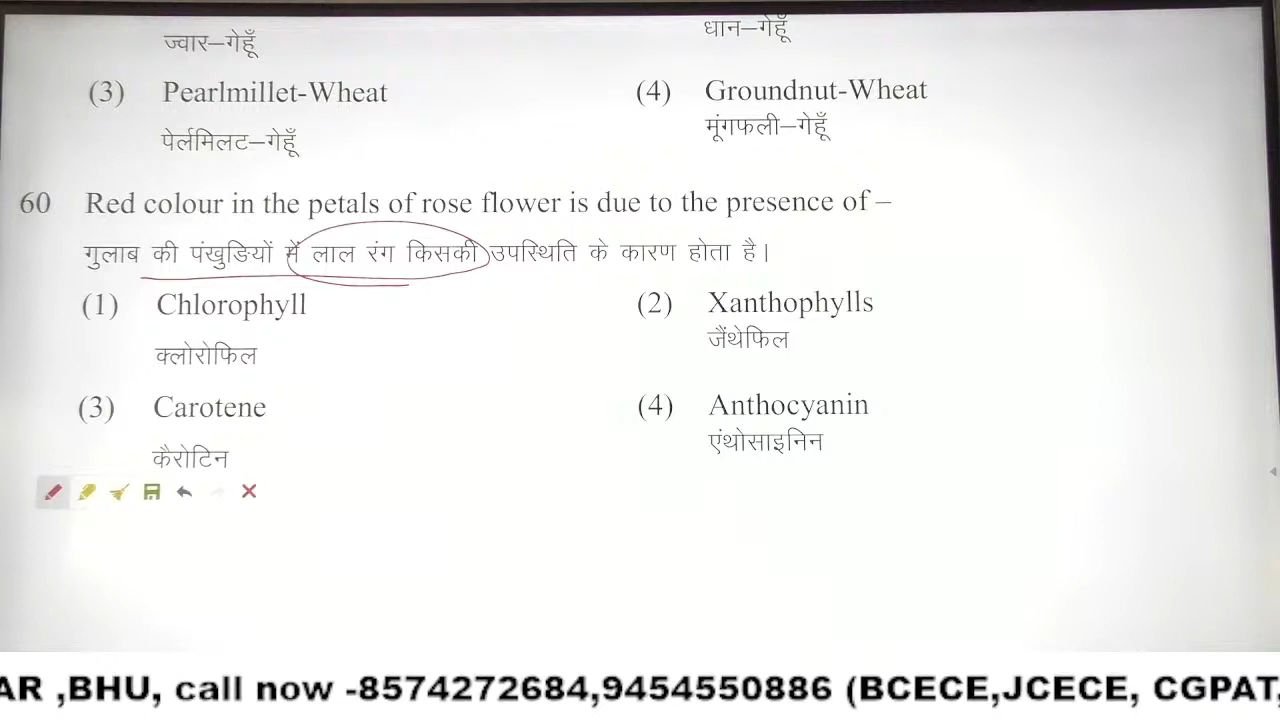 ज्वार–गेहूँ धान–गेहूँ
(3) Pearlmillet-Wheat (4) Groundnut-Wheat
पेर्लमिलट–गेहूँ मूंगफली–गेहूँ
60 Red colour in the petals of rose flower is due to the presence of –
गुलाब की पंखुङियों में लाल रंग किसकी उपस्थिति के कारण होता है।
(1) Chlorophyll (2) Xanthophylls
क्लोरोफिल जैंथेफिल
(3) Carotene (4) Anthocyanin
कैरोटिन एंथोसाइनिन
AR ,BHU, call now -8574272684,9454550886 (BCECE,JCECE, CGPAT,